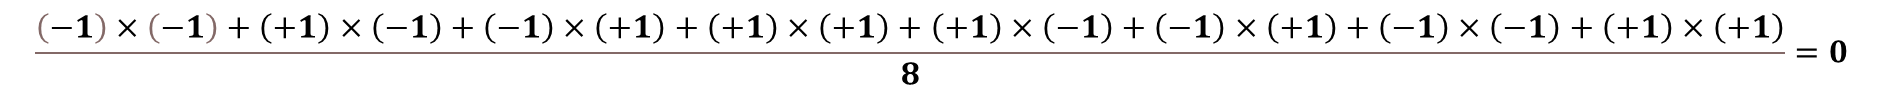 (−1) × (−1) + (+1) × (−1) + (−1) × (+1) + (+1) × (+1) + (+1) × (−1) + (−1) × (+1) + (−1) × (−1) + (+1) × (+1)
8
= 0